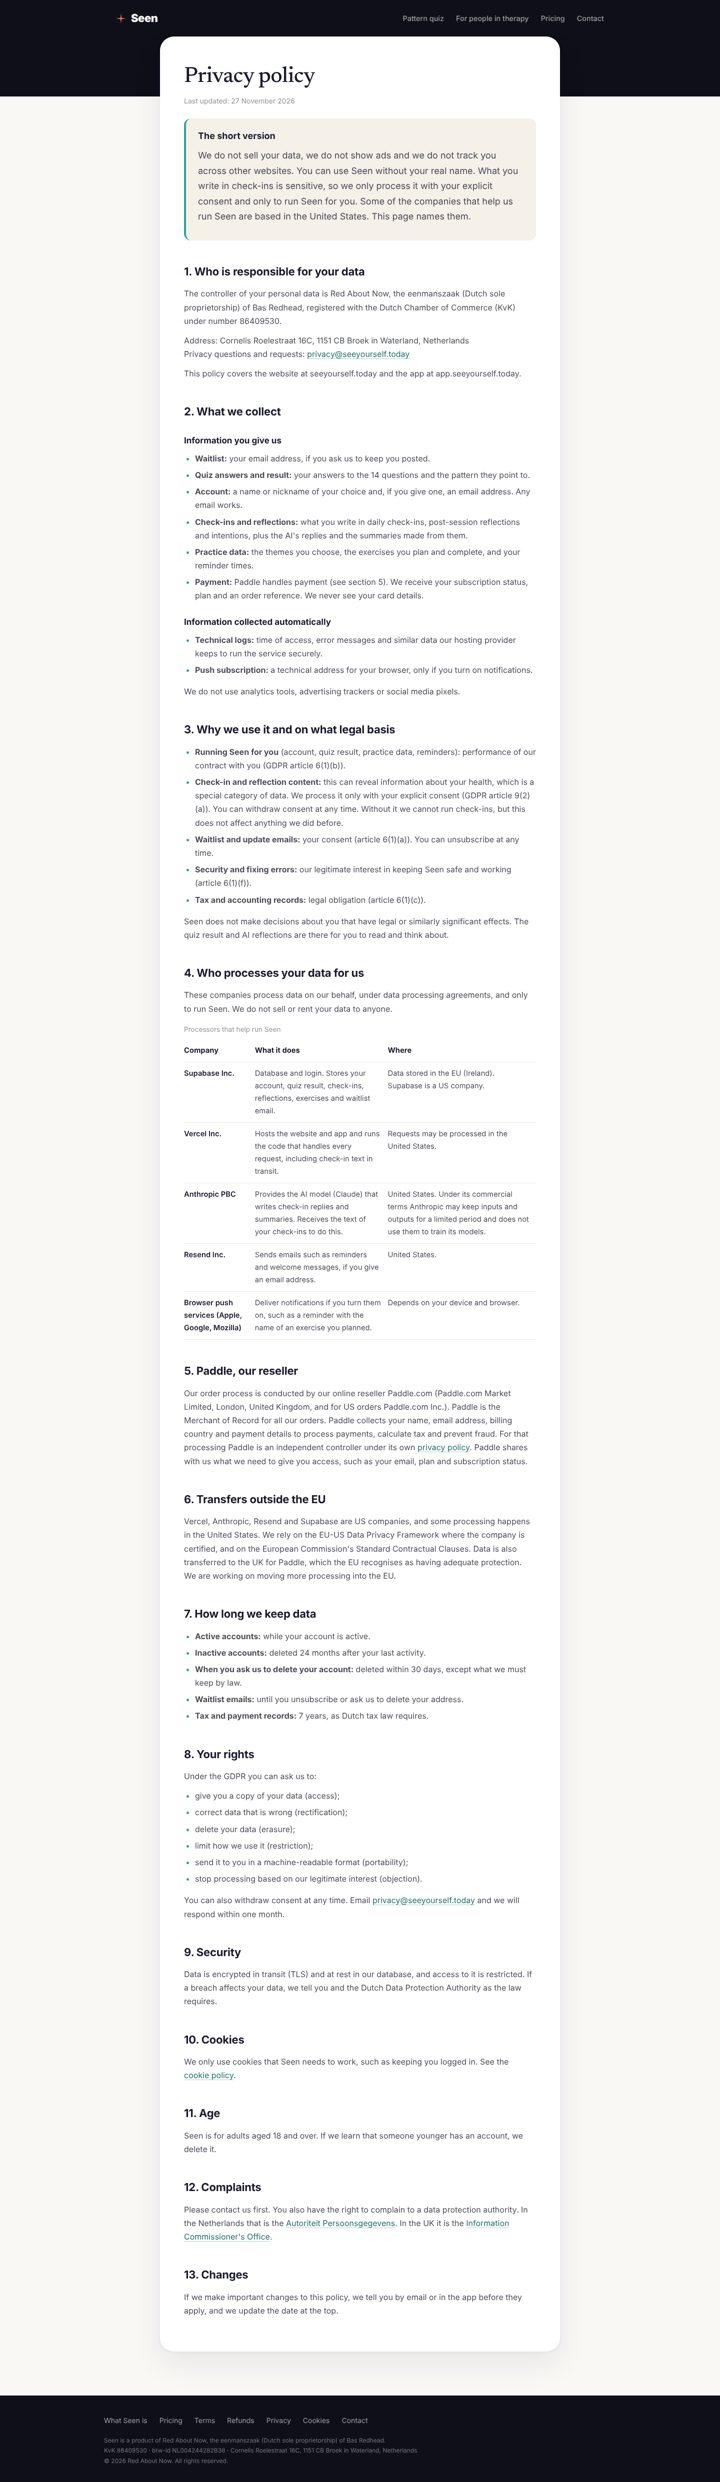 Seen
Pattern quiz
For people in therapy
Pricing
Contact
Privacy policy
Last updated: 27 November 2026
The short version
We do not sell your data, we do not show ads and we do not track you
across other websites. You can use Seen without your real name. What you
write in check-ins is sensitive, so we only process it with your explicit
consent and only to run Seen for you. Some of the companies that help us
run Seen are based in the United States. This page names them.
1. Who is responsible for your data
The controller of your personal data is Red About Now, the eenmanszaak (Dutch sole
proprietorship) of Bas Redhead, registered with the Dutch Chamber of Commerce (KvK)
under number 86409530.
Address: Cornelis Roelestraat 16C, 1151 CB Broek in Waterland, Netherlands
Privacy questions and requests: privacy@seeyourself.today
This policy covers the website at seeyourself.today and the app at app.seeyourself.today.
2. What we collect
Information you give us
• Waitlist: your email address, if you ask us to keep you posted.
• Quiz answers and result: your answers to the 14 questions and the pattern they point to.
• Account: a name or nickname of your choice and, if you give one, an email address. Any
email works.
• Check-ins and reflections: what you write in daily check-ins, post-session reflections
and intentions, plus the AI's replies and the summaries made from them.
• Practice data: the themes you choose, the exercises you plan and complete, and your
reminder times.
• Payment: Paddle handles payment (see section 5). We receive your subscription status,
plan and an order reference. We never see your card details.
Information collected automatically
• Technical logs: time of access, error messages and similar data our hosting provider
keeps to run the service securely.
• Push subscription: a technical address for your browser, only if you turn on notifications.
We do not use analytics tools, advertising trackers or social media pixels.
3. Why we use it and on what legal basis
• Running Seen for you (account, quiz result, practice data, reminders): performance of our
contract with you (GDPR article 6(1)(b)).
• Check-in and reflection content: this can reveal information about your health, which is a
special category of data. We process it only with your explicit consent (GDPR article 9(2)
(a)). You can withdraw consent at any time. Without it we cannot run check-ins, but this
does not affect anything we did before.
• Waitlist and update emails: your consent (article 6(1)(a)). You can unsubscribe at any
time.
• Security and fixing errors: our legitimate interest in keeping Seen safe and working
(article 6(1)(f)).
• Tax and accounting records: legal obligation (article 6(1)(c)).
Seen does not make decisions about you that have legal or similarly significant effects. The
quiz result and AI reflections are there for you to read and think about.
4. Who processes your data for us
These companies process data on our behalf, under data processing agreements, and only
to run Seen. We do not sell or rent your data to anyone.
Processors that help run Seen
Company
What it does
Where
Supabase Inc.
Database and login. Stores your
account, quiz result, check-ins,
reflections, exercises and waitlist
email.
Data stored in the EU (Ireland).
Supabase is a US company.
Vercel Inc.
Hosts the website and app and runs
the code that handles every
request, including check-in text in
transit.
Requests may be processed in the
United States.
Anthropic PBC
Provides the AI model (Claude) that
writes check-in replies and
summaries. Receives the text of
your check-ins to do this.
United States. Under its commercial
terms Anthropic may keep inputs and
outputs for a limited period and does not
use them to train its models.
Resend Inc.
Sends emails such as reminders
and welcome messages, if you give
an email address.
United States.
Browser push
services (Apple,
Google, Mozilla)
Deliver notifications if you turn them
on, such as a reminder with the
name of an exercise you planned.
Depends on your device and browser.
5. Paddle, our reseller
Our order process is conducted by our online reseller Paddle.com (Paddle.com Market
Limited, London, United Kingdom, and for US orders Paddle.com Inc.). Paddle is the
Merchant of Record for all our orders. Paddle collects your name, email address, billing
country and payment details to process payments, calculate tax and prevent fraud. For that
processing Paddle is an independent controller under its own privacy policy. Paddle shares
with us what we need to give you access, such as your email, plan and subscription status.
6. Transfers outside the EU
Vercel, Anthropic, Resend and Supabase are US companies, and some processing happens
in the United States. We rely on the EU-US Data Privacy Framework where the company is
certified, and on the European Commission's Standard Contractual Clauses. Data is also
transferred to the UK for Paddle, which the EU recognises as having adequate protection.
We are working on moving more processing into the EU.
7. How long we keep data
• Active accounts: while your account is active.
• Inactive accounts: deleted 24 months after your last activity.
• When you ask us to delete your account: deleted within 30 days, except what we must
keep by law.
• Waitlist emails: until you unsubscribe or ask us to delete your address.
• Tax and payment records: 7 years, as Dutch tax law requires.
8. Your rights
Under the GDPR you can ask us to:
• give you a copy of your data (access);
• correct data that is wrong (rectification);
• delete your data (erasure);
• limit how we use it (restriction);
• send it to you in a machine-readable format (portability);
• stop processing based on our legitimate interest (objection).
You can also withdraw consent at any time. Email privacy@seeyourself.today and we will
respond within one month.
9. Security
Data is encrypted in transit (TLS) and at rest in our database, and access to it is restricted. If
a breach affects your data, we tell you and the Dutch Data Protection Authority as the law
requires.
10. Cookies
We only use cookies that Seen needs to work, such as keeping you logged in. See the
cookie policy.
11. Age
Seen is for adults aged 18 and over. If we learn that someone younger has an account, we
delete it.
12. Complaints
Please contact us first. You also have the right to complain to a data protection authority. In
the Netherlands that is the Autoriteit Persoonsgegevens. In the UK it is the Information
Commissioner's Office.
13. Changes
If we make important changes to this policy, we tell you by email or in the app before they
apply, and we update the date at the top.
What Seen is
Pricing
Terms
Refunds
Privacy
Cookies
Contact
Seen is a product of Red About Now, the eenmanszaak (Dutch sole proprietorship) of Bas Redhead.
KvK 86409530 · btw-id NL004244282B38 · Cornelis Roelestraat 16C, 1151 CB Broek in Waterland, Netherlands
© 2026 Red About Now. All rights reserved.